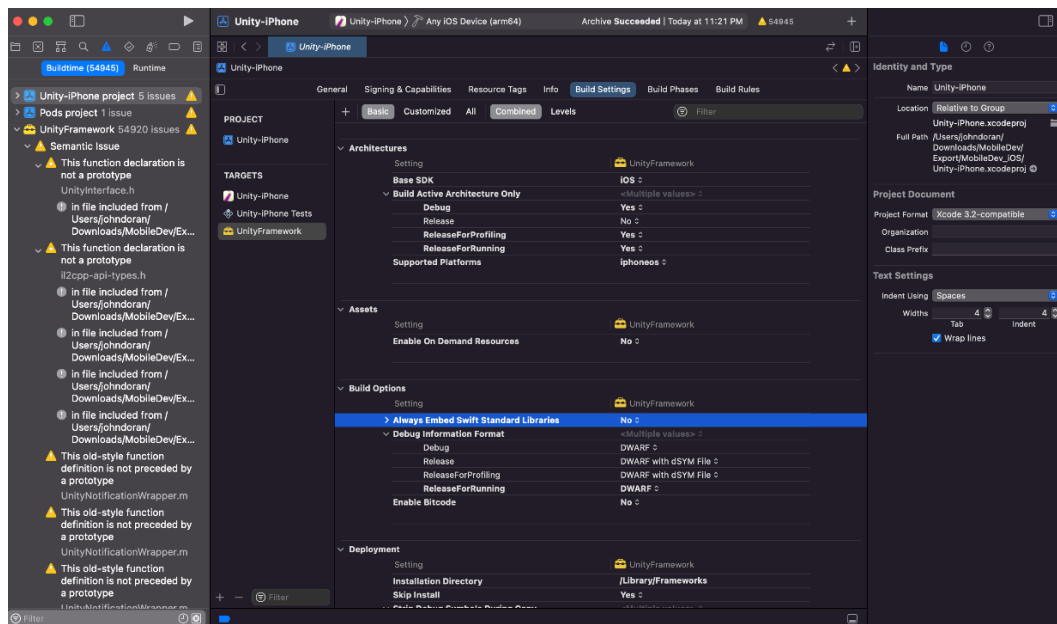 Unity-iPhone
Unity-iPhone 〉 Any iOS Device (arm64)
Archive Succeeded | Today at 11:21 PM
54945
Buildtime (54945)
Runtime
Unity-iPhone project 5 issues
Pods project 1 issue
UnityFramework 54920 issues
Semantic Issue
This function declaration is
not a prototype
UnityInterface.h
in file included from /
Users/johndoran/
Downloads/MobileDev/Ex...
This function declaration is
not a prototype
il2cpp-api-types.h
in file included from /
Users/johndoran/
Downloads/MobileDev/Ex...
in file included from /
Users/johndoran/
Downloads/MobileDev/Ex...
in file included from /
Users/johndoran/
Downloads/MobileDev/Ex...
in file included from /
Users/johndoran/
Downloads/MobileDev/Ex...
This old-style function
definition is not preceded by
a prototype
UnityNotificationWrapper.m
This old-style function
definition is not preceded by
a prototype
UnityNotificationWrapper.m
This old-style function
definition is not preceded by
a prototype
UnityNotificationWrapper.m
Filter
Unity-iPhone
Unity-iPhone
General
Signing & Capabilities
Resource Tags
Info
Build Settings
Build Phases
Build Rules
PROJECT
Unity-iPhone
TARGETS
Unity-iPhone
Unity-iPhone Tests
UnityFramework
Filter
+ Basic Customized All Combined Levels
Filter
Architectures
Setting UnityFramework
Base SDK iOS
Build Active Architecture Only <Multiple values>
Debug Yes
Release No
ReleaseForProfiling Yes
ReleaseForRunning Yes
Supported Platforms iphoneos
Assets
Setting UnityFramework
Enable On Demand Resources No
Build Options
Setting UnityFramework
Always Embed Swift Standard Libraries No
Debug Information Format <Multiple values>
Debug DWARF
Release DWARF with dSYM File
ReleaseForProfiling DWARF with dSYM File
ReleaseForRunning DWARF
Enable Bitcode No
Deployment
Setting UnityFramework
Installation Directory /Library/Frameworks
Skip Install Yes
Strip Debug Symbols During Copy <Multiple values>
Identity and Type
Name Unity-iPhone
Location Relative to Group
Unity-iPhone.xcodeproj
Full Path /Users/johndoran/
Downloads/MobileDev/
Export/MobileDev_iOS/
Unity-iPhone.xcodeproj
Project Document
Project Format Xcode 3.2-compatible
Organization
Class Prefix
Text Settings
Indent Using Spaces
Widths 4 4
Tab Indent
Wrap lines